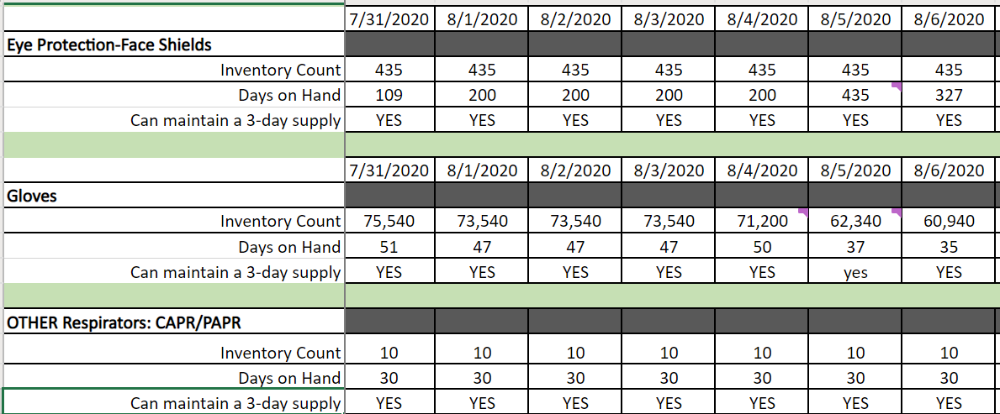 7/31/2020 8/1/2020 8/2/2020 8/3/2020 8/4/2020 8/5/2020 8/6/2020
Eye Protection-Face Shields
Inventory Count 435 435 435 435 435 435 435
Days on Hand 109 200 200 200 200 435 327
Can maintain a 3-day supply YES YES YES YES YES YES YES
7/31/2020 8/1/2020 8/2/2020 8/3/2020 8/4/2020 8/5/2020 8/6/2020
Gloves
Inventory Count 75,540 73,540 73,540 73,540 71,200 62,340 60,940
Days on Hand 51 47 47 47 50 37 35
Can maintain a 3-day supply YES YES YES YES YES yes YES
OTHER Respirators: CAPR/PAPR
Inventory Count 10 10 10 10 10 10 10
Days on Hand 30 30 30 30 30 30 30
Can maintain a 3-day supply YES YES YES YES YES YES YES